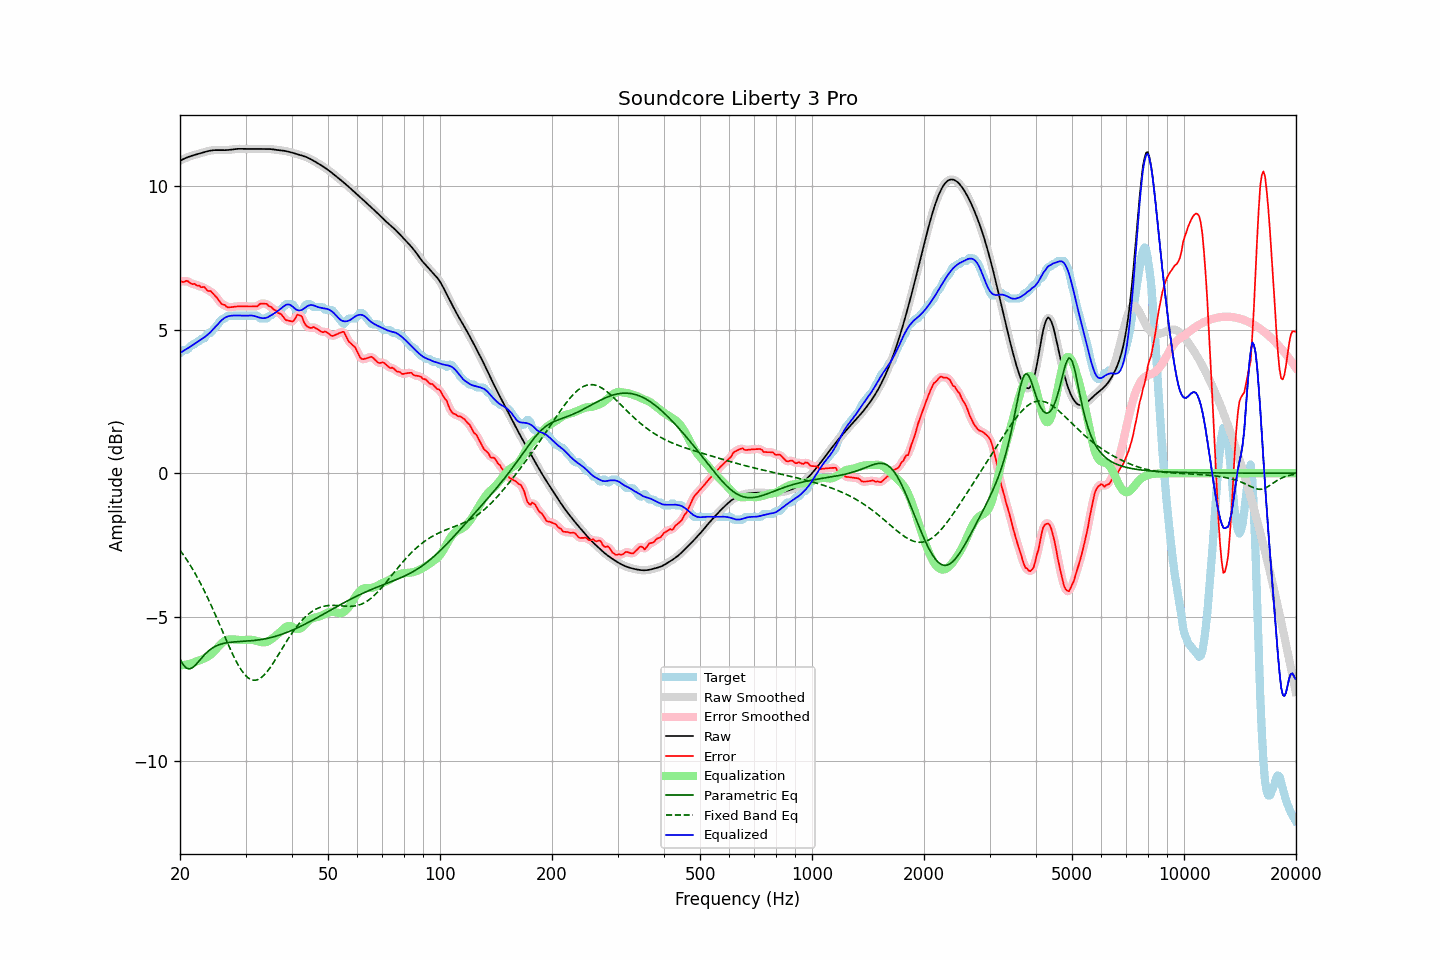 Soundcore Liberty 3 Pro
Amplitude (dBr)
10
5
0
−5
−10
Target
Raw Smoothed
Error Smoothed
Raw
Error
Equalization
Parametric Eq
Fixed Band Eq
Equalized
20
50
100
200
500
1000
2000
5000
10000
20000
Frequency (Hz)